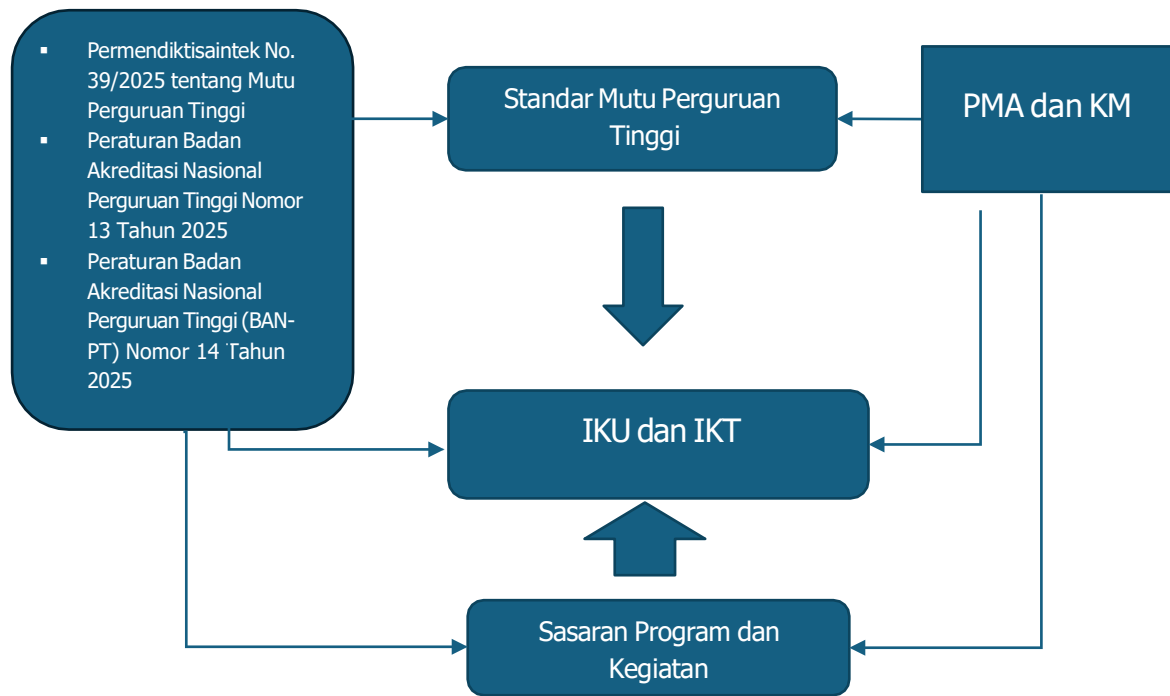 ▪ Permendiktisaintek No.
39/2025 tentang Mutu
Perguruan Tinggi
▪ Peraturan Badan
Akreditasi Nasional
Perguruan Tinggi Nomor
13 Tahun 2025
▪ Peraturan Badan
Akreditasi Nasional
Perguruan Tinggi (BAN-
PT) Nomor 14 Tahun
2025
Standar Mutu Perguruan
Tinggi
PMA dan KM
IKU dan IKT
Sasaran Program dan
Kegiatan